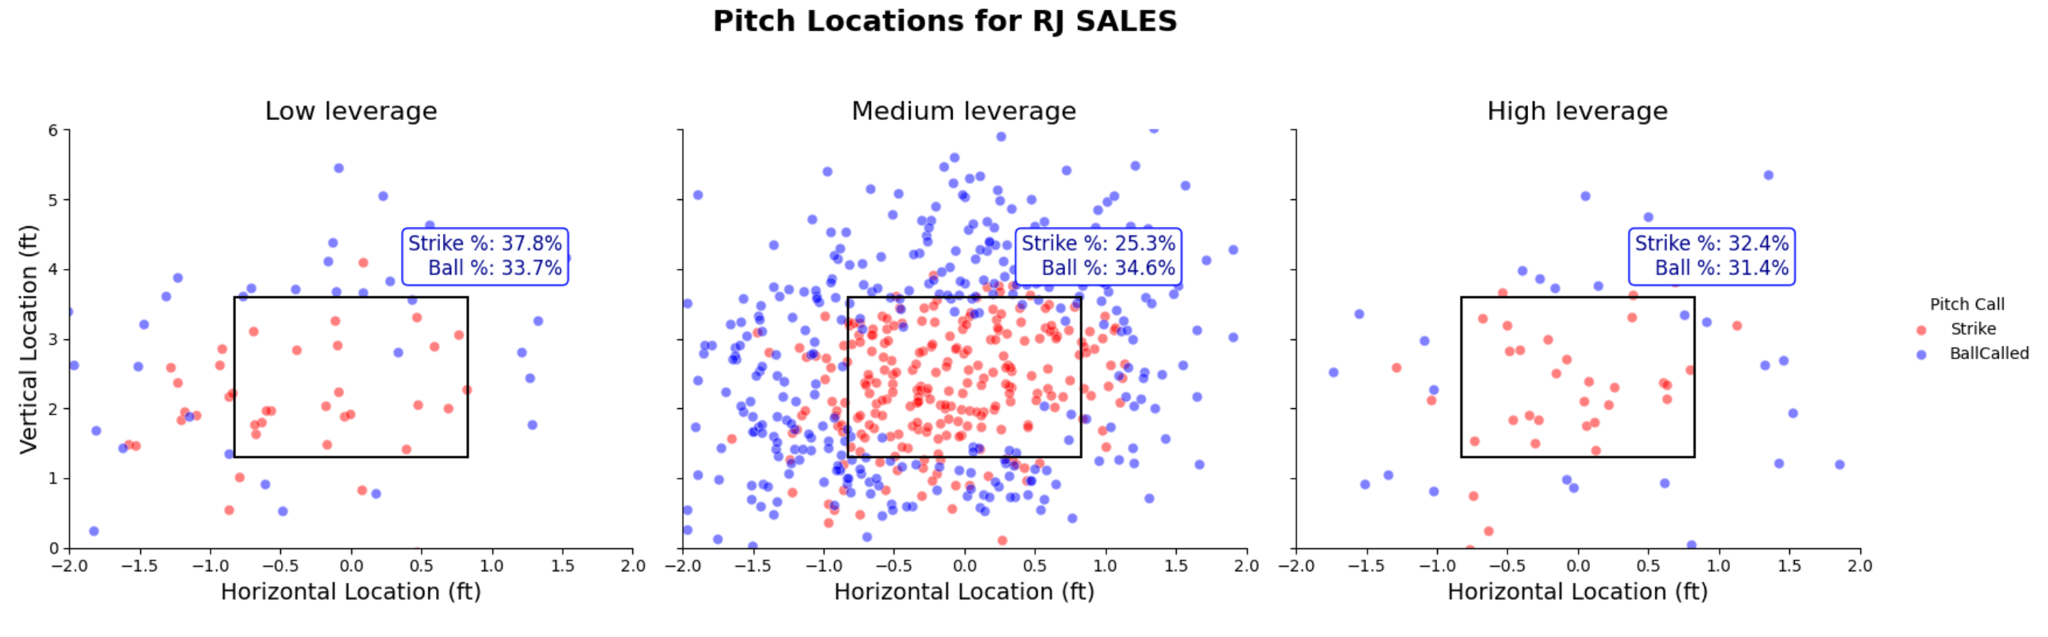 Pitch Locations for RJ SALES
Low leverage
Medium leverage
High leverage
Vertical Location (ft)
6
5
4
3
2
1
0
Strike %: 37.8%
Ball %: 33.7%
Strike %: 25.3%
Ball %: 34.6%
Strike %: 32.4%
Ball %: 31.4%
Pitch Call
Strike
BallCalled
−2.0 −1.5 −1.0 −0.5 0.0 0.5 1.0 1.5 2.0
−2.0 −1.5 −1.0 −0.5 0.0 0.5 1.0 1.5 2.0
−2.0 −1.5 −1.0 −0.5 0.0 0.5 1.0 1.5 2.0
Horizontal Location (ft)
Horizontal Location (ft)
Horizontal Location (ft)